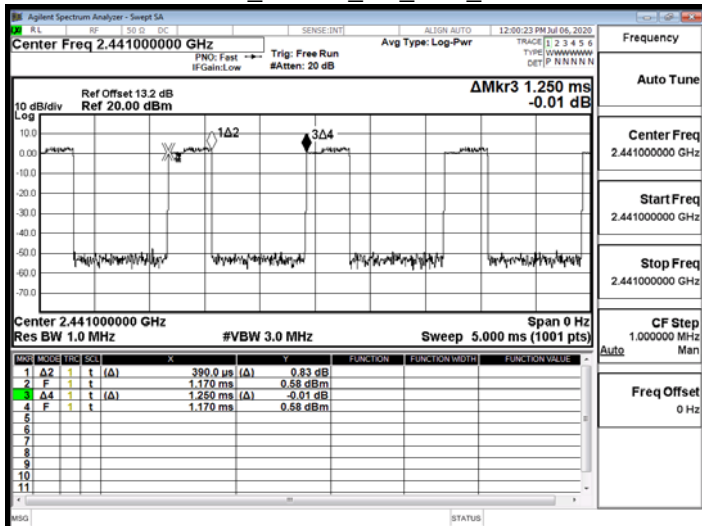 Agilent Spectrum Analyzer - Swept SA
RL RF 50 Ω DC SENSE:INT ALIGN AUTO 12:00:23 PM Jul 06, 2020
Center Freq 2.441000000 GHz
PNO: Fast
IFGain:Low
Trig: Free Run
#Atten: 20 dB
Avg Type: Log-Pwr
TRACE 1 2 3 4 5 6
TYPE WWWWWW
DET P NNNNN
Frequency
Auto Tune
ΔMkr3 1.250 ms
-0.01 dB
Ref Offset 13.2 dB
10 dB/div Ref 20.00 dBm
Log
10.0
0.00
-10.0
-20.0
-30.0
-40.0
-50.0
-60.0
-70.0
1Δ2
3Δ4
Center Freq
2.441000000 GHz
Start Freq
2.441000000 GHz
Stop Freq
2.441000000 GHz
CF Step
1.000000 MHz
Auto Man
Freq Offset
0 Hz
Center 2.441000000 GHz Span 0 Hz
Res BW 1.0 MHz #VBW 3.0 MHz Sweep 5.000 ms (1001 pts)
MKR MODE TRC SCL X Y FUNCTION FUNCTION WIDTH FUNCTION VALUE
1 Δ2 1 t (Δ) 390.0 µs (Δ) 0.83 dB
2 F 1 t 1.170 ms 0.58 dBm
3 Δ4 1 t (Δ) 1.250 ms (Δ) -0.01 dB
4 F 1 t 1.170 ms 0.58 dBm
5
6
7
8
9
10
11
MSG STATUS